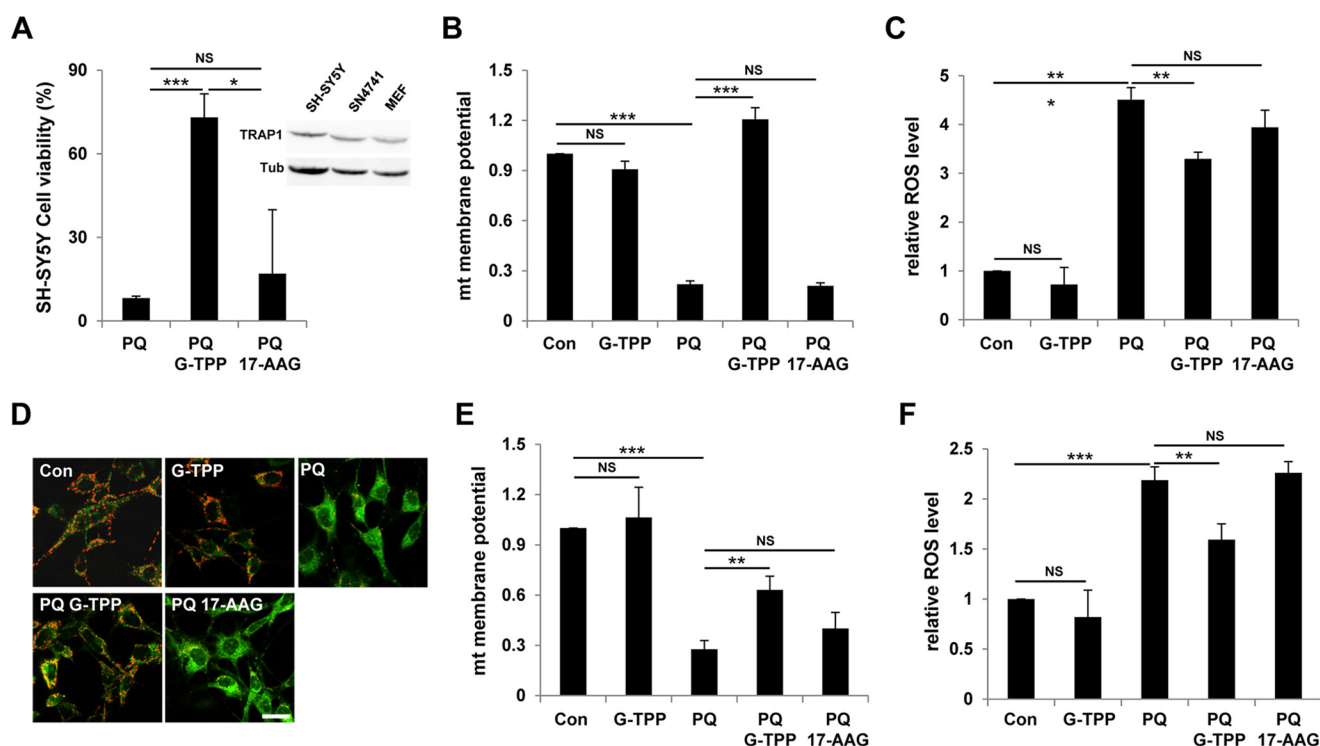 A
SH-SY5Y Cell viability (%)
90
60
30
0
NS
***
*
PQ
PQ
G-TPP
PQ
17-AAG
SH-SY5Y
SN4741
MEF
TRAP1
Tub
B
mt membrane potential
1.5
1.2
0.9
0.6
0.3
0
NS
***
***
NS
Con
G-TPP
PQ
PQ
G-TPP
PQ
17-AAG
C
relative ROS level
5
4
3
2
1
0
NS
**
**
*
NS
Con
G-TPP
PQ
PQ
G-TPP
PQ
17-AAG
D
Con
G-TPP
PQ
PQ G-TPP
PQ 17-AAG
E
mt membrane potential
1.5
1.2
0.9
0.6
0.3
0
***
NS
NS
**
Con
G-TPP
PQ
PQ
G-TPP
PQ
17-AAG
F
relative ROS level
2.5
2
1.5
1
0.5
0
NS
***
**
NS
Con
G-TPP
PQ
PQ
G-TPP
PQ
17-AAG